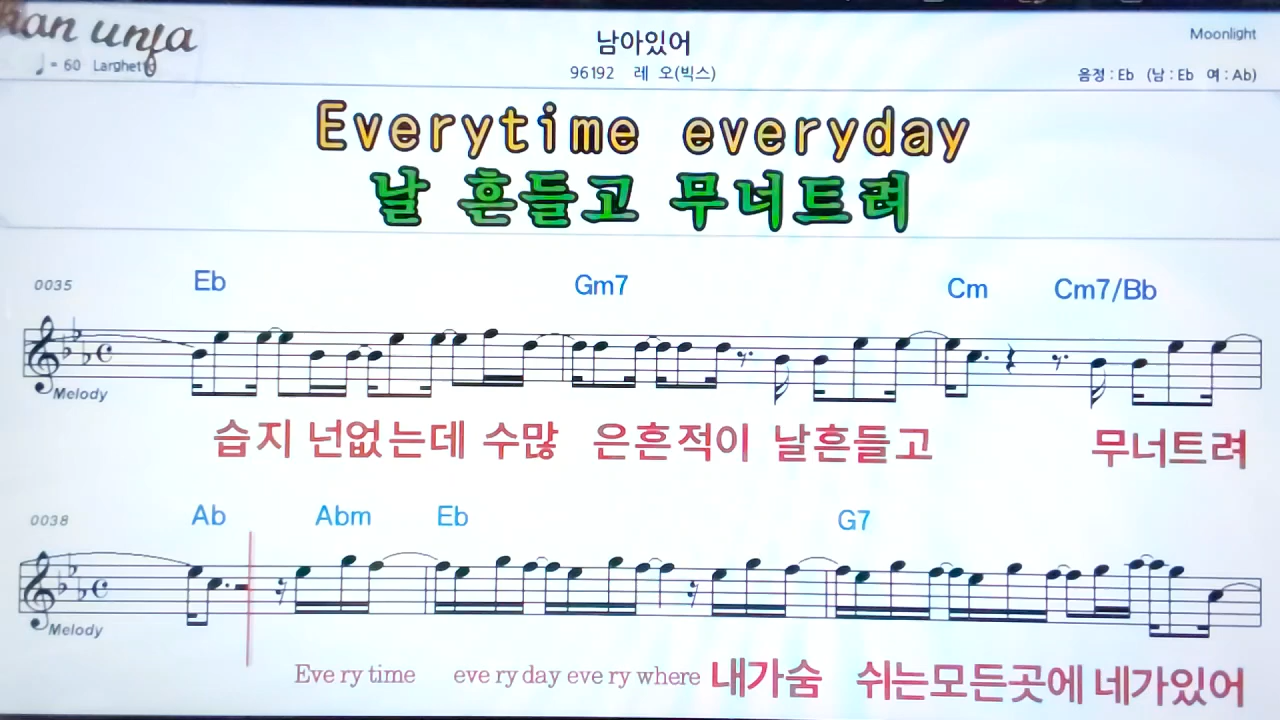 남아있어
Moonlight
♩ = 60 Larghetto
96192 레 오(빅스)
음정 : Eb (남 : Eb 여 : Ab)
Everytime everyday
날 흔들고 무너트려
0035 Eb Gm7 Cm Cm7/Bb
Melody
습지 넌없는데 수많 은흔적이 날흔들고 무너트려
0038 Ab Abm Eb G7
Melody
Eve ry time eve ry day eve ry where 내가숨 쉬는모든곳에 네가있어